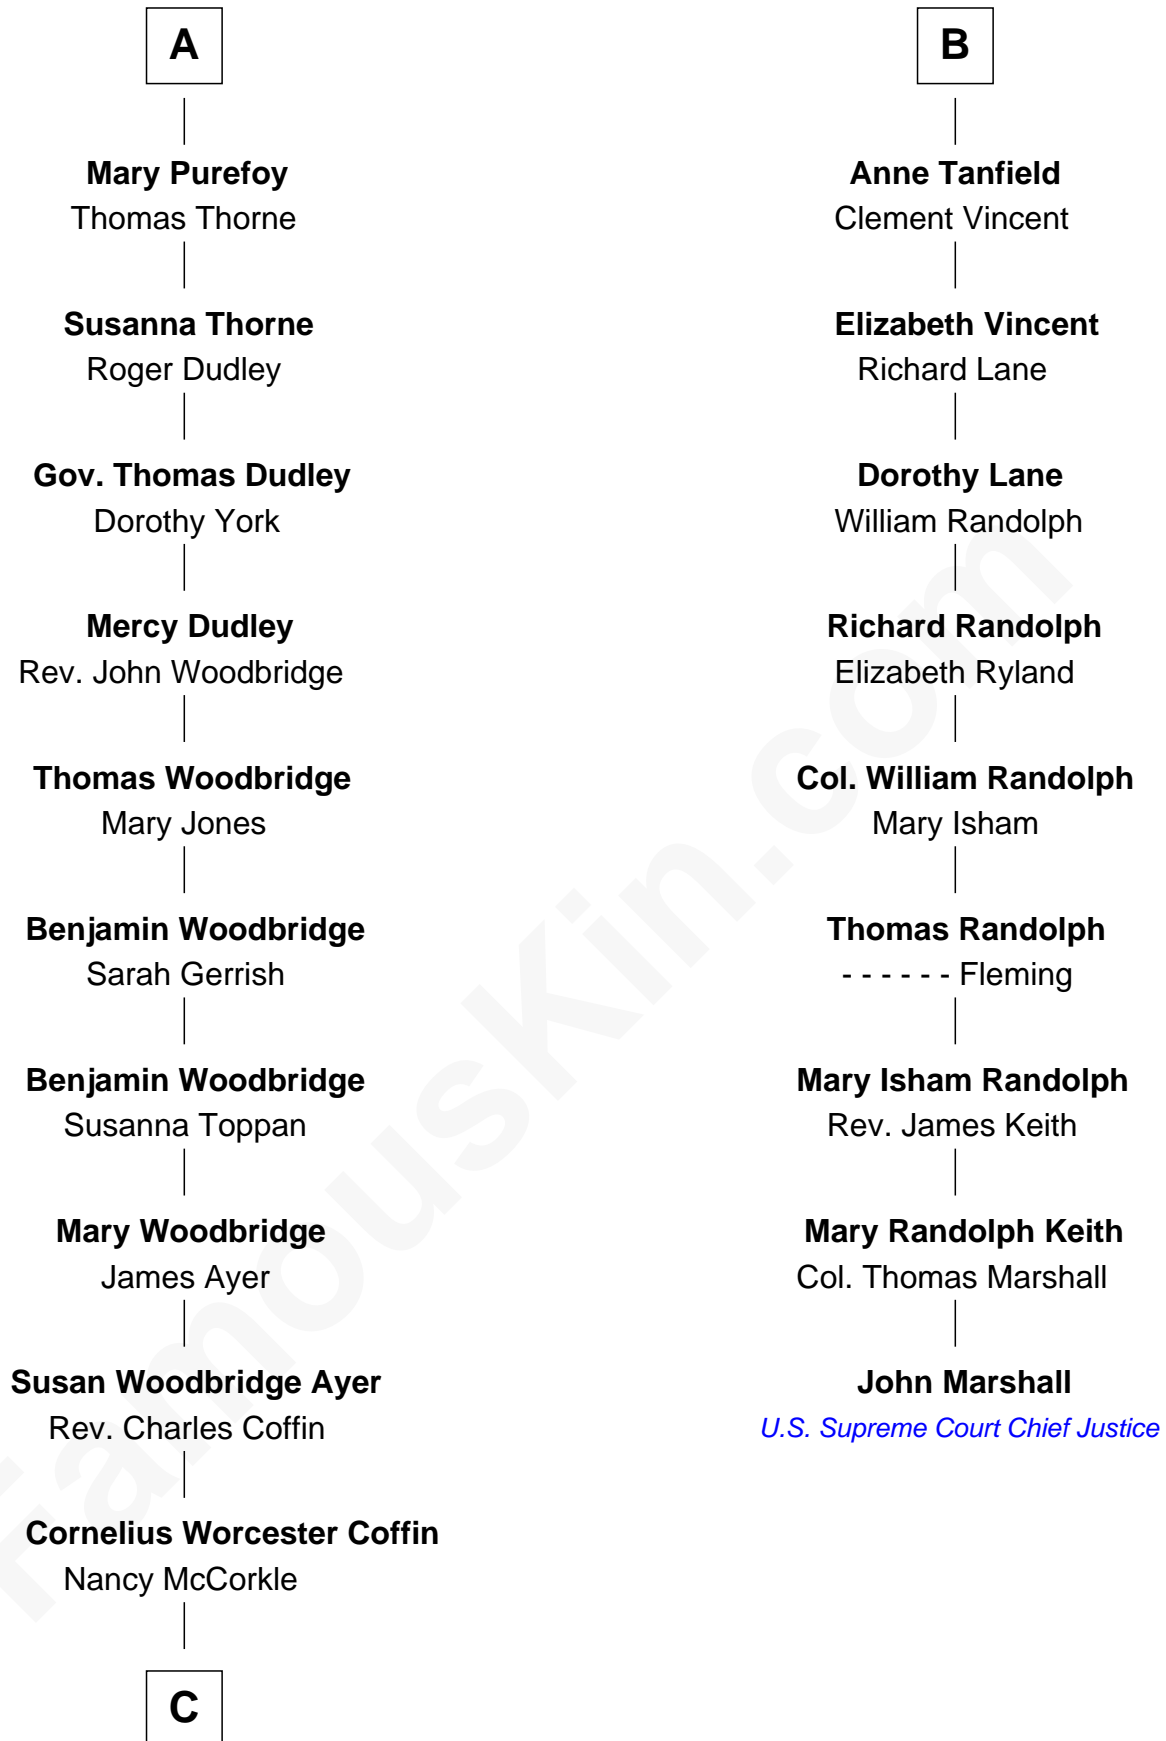 A
Mary Purefoy
Thomas Thorne
Susanna Thorne
Roger Dudley
Gov. Thomas Dudley
Dorothy York
Mercy Dudley
Rev. John Woodbridge
Thomas Woodbridge
Mary Jones
Benjamin Woodbridge
Sarah Gerrish
Benjamin Woodbridge
Susanna Toppan
Mary Woodbridge
James Ayer
Susan Woodbridge Ayer
Rev. Charles Coffin
Cornelius Worcester Coffin
Nancy McCorkle
C
B
Anne Tanfield
Clement Vincent
Elizabeth Vincent
Richard Lane
Dorothy Lane
William Randolph
Richard Randolph
Elizabeth Ryland
Col. William Randolph
Mary Isham
Thomas Randolph
- - - - - - Fleming
Mary Isham Randolph
Rev. James Keith
Mary Randolph Keith
Col. Thomas Marshall
John Marshall
U.S. Supreme Court Chief Justice
FamousKin.com